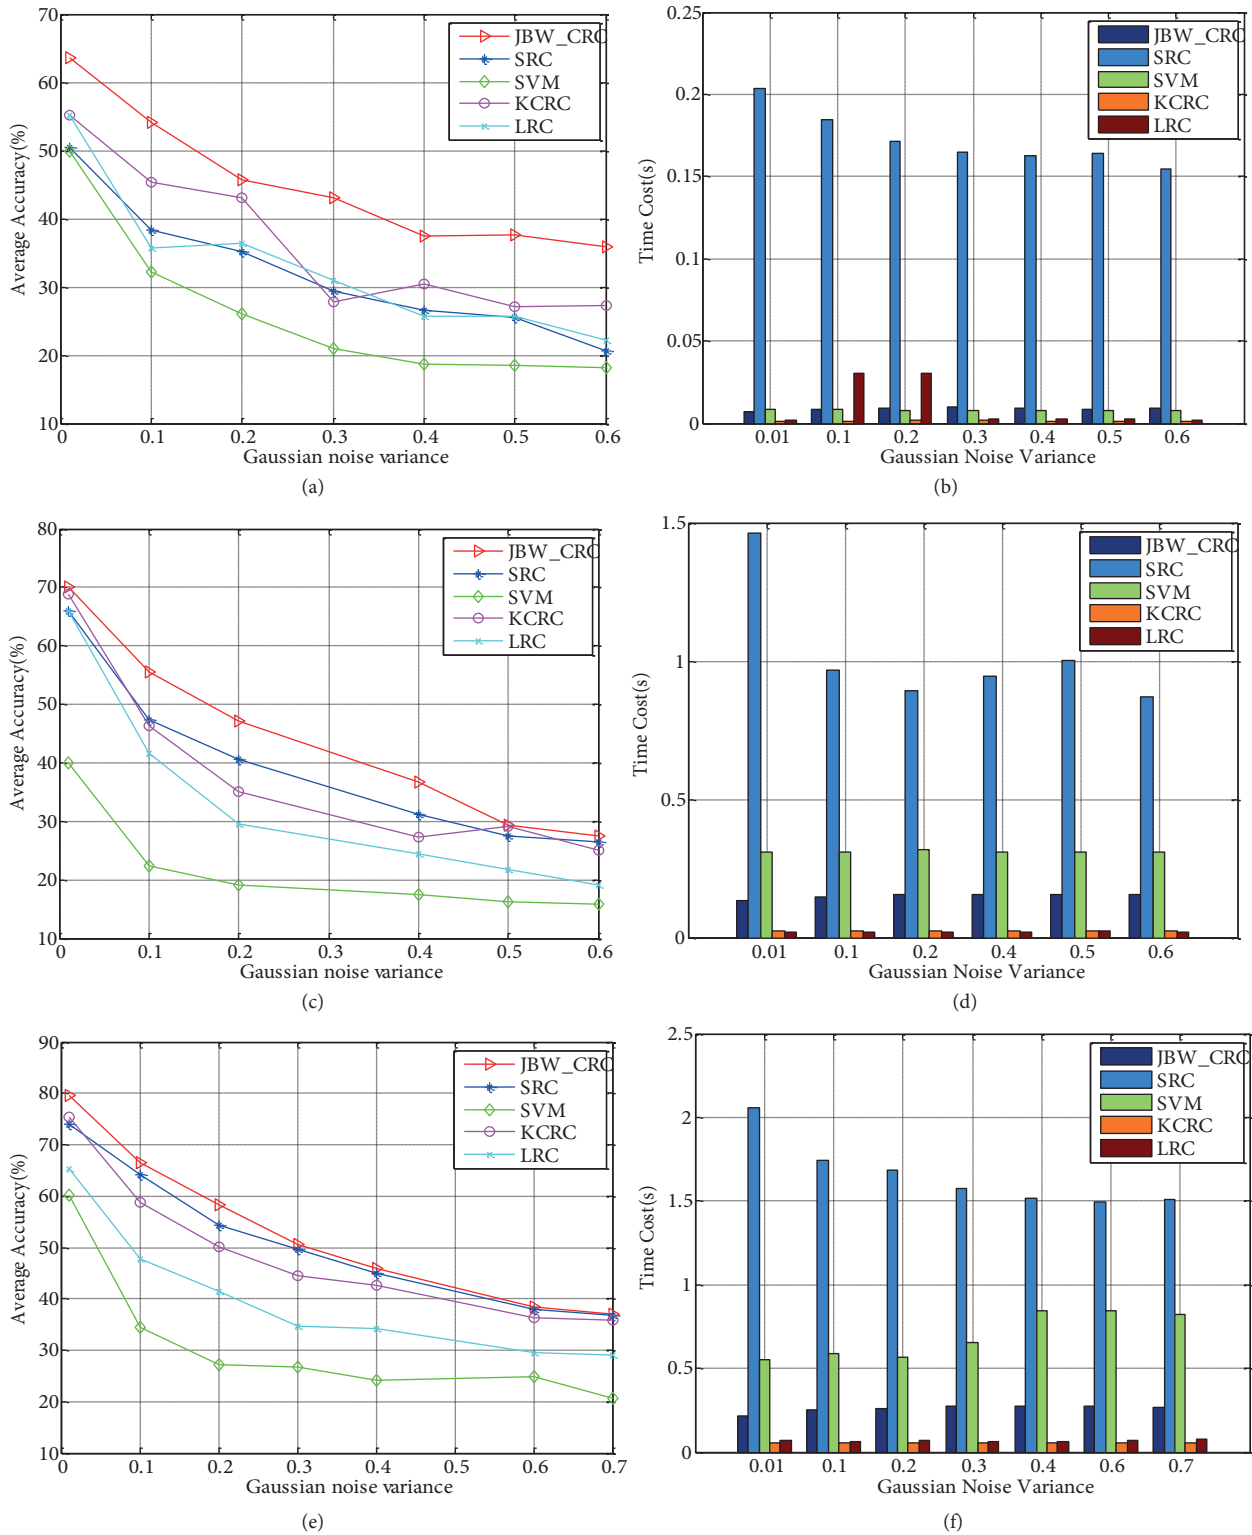 70
60
50
40
30
20
10
Average Accuracy(%)
0 0.1 0.2 0.3 0.4 0.5 0.6
Gaussian noise variance
JBW_CRC
SRC
SVM
KCRC
LRC
(a)
0.25
0.2
0.15
0.1
0.05
0
Time Cost(s)
0.01 0.1 0.2 0.3 0.4 0.5 0.6
Gaussian Noise Variance
JBW_CRC
SRC
SVM
KCRC
LRC
(b)
80
70
60
50
40
30
20
10
Average Accuracy(%)
0 0.1 0.2 0.3 0.4 0.5 0.6
Gaussian noise variance
JBW_CRC
SRC
SVM
KCRC
LRC
(c)
1.5
1
0.5
0
Time Cost(s)
0.01 0.1 0.2 0.4 0.5 0.6
Gaussian Noise Variance
JBW_CRC
SRC
SVM
KCRC
LRC
(d)
90
80
70
60
50
40
30
20
10
Average Accuracy(%)
0 0.1 0.2 0.3 0.4 0.5 0.6 0.7
Gaussian noise variance
JBW_CRC
SRC
SVM
KCRC
LRC
(e)
2.5
2
1.5
1
0.5
0
Time Cost(s)
0.01 0.1 0.2 0.3 0.4 0.6 0.7
Gaussian Noise Variance
JBW_CRC
SRC
SVM
KCRC
LRC
(f)